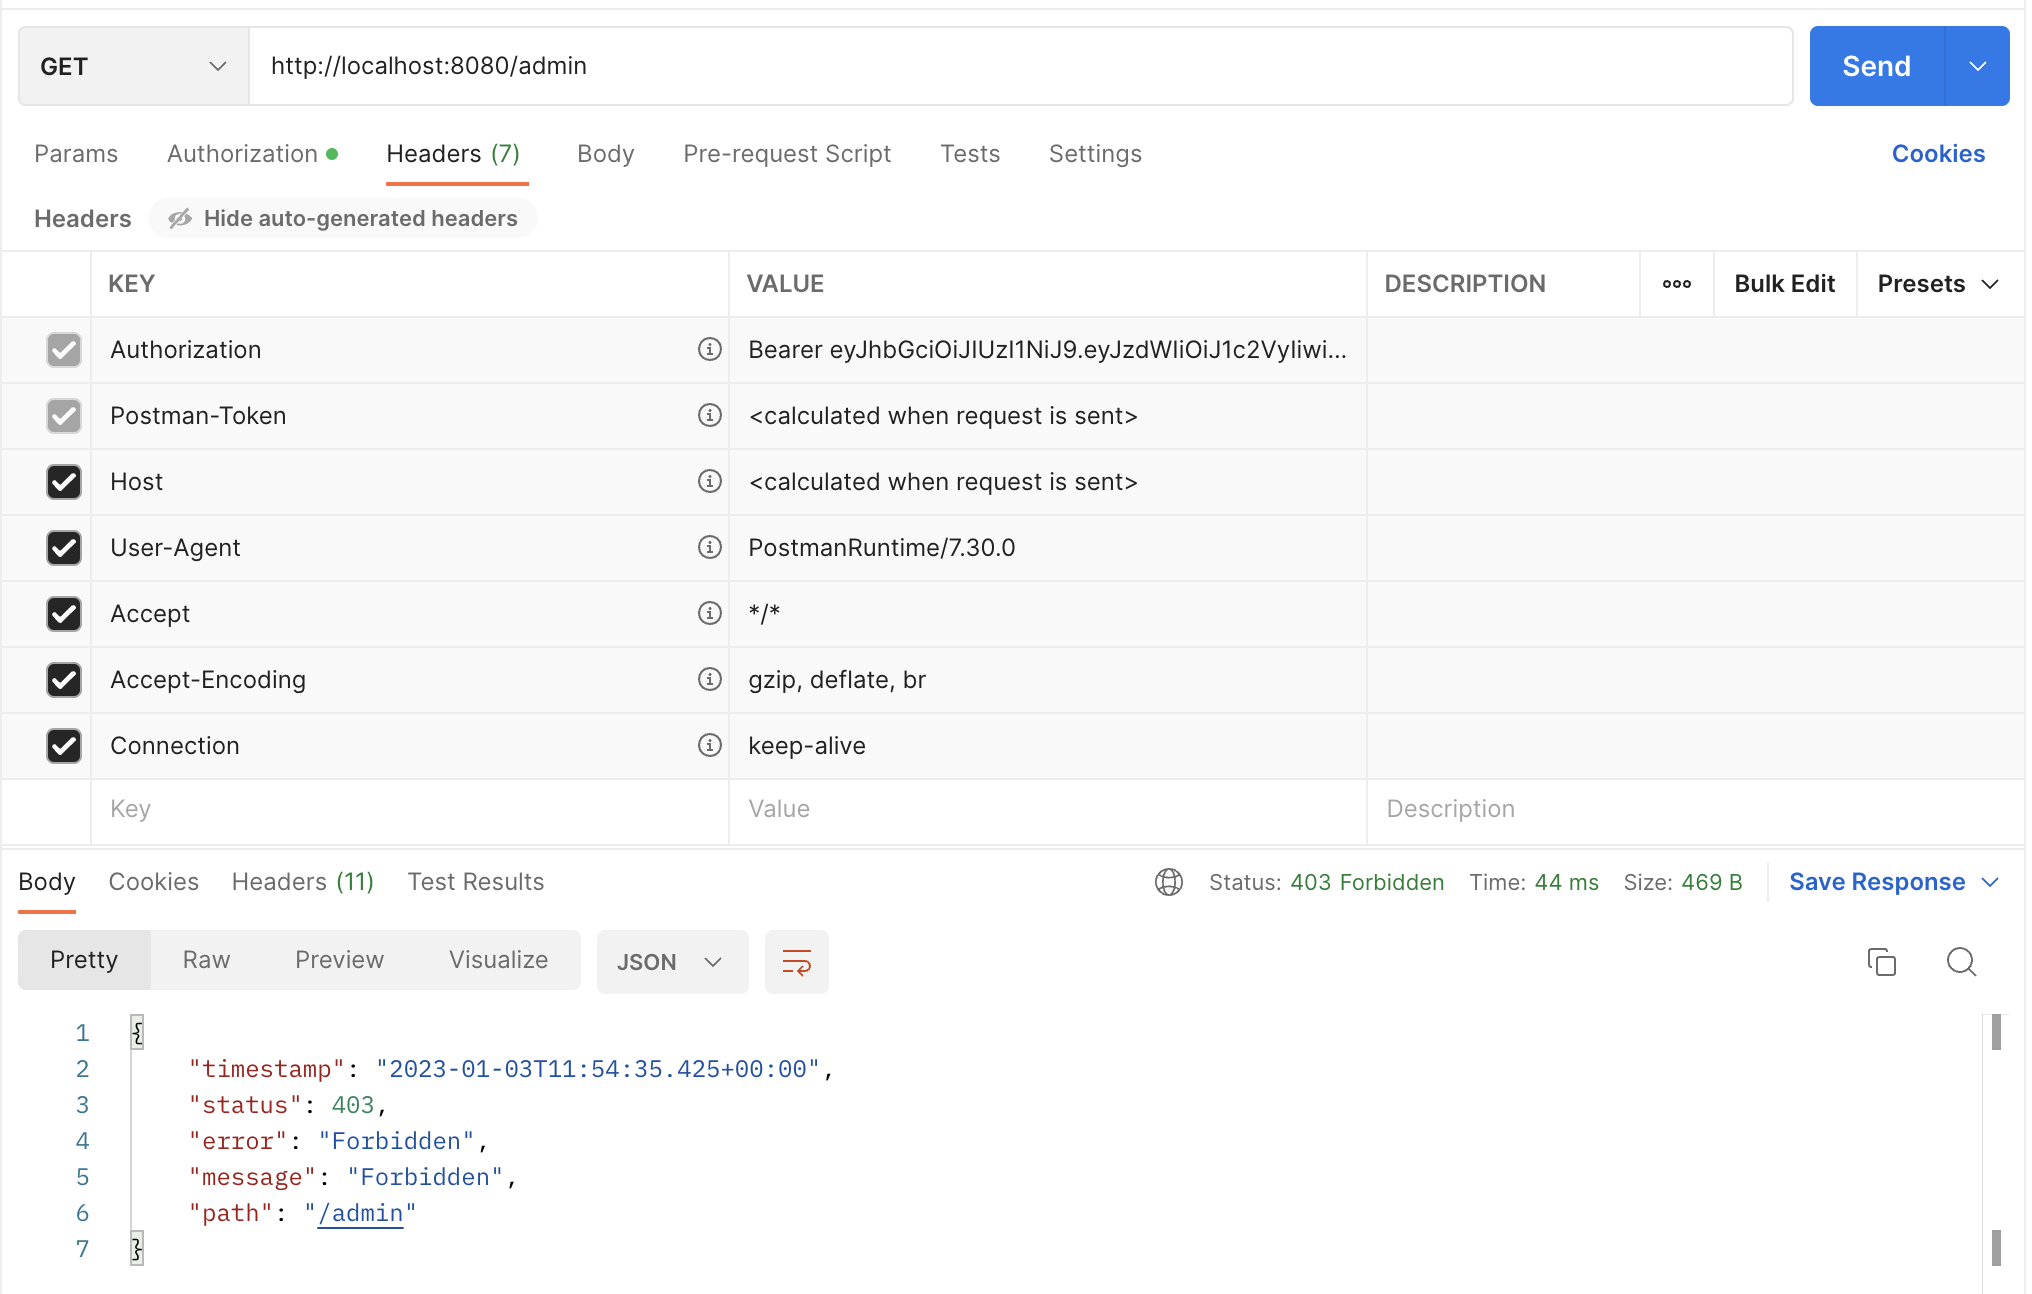 GET http://localhost:8080/admin Send
Params Authorization Headers (7) Body Pre-request Script Tests Settings Cookies
Headers Hide auto-generated headers
KEY VALUE DESCRIPTION Bulk Edit Presets
Authorization Bearer eyJhbGciOiJIUzI1NiJ9.eyJzdWIiOiJ1c2VyIiwi...
Postman-Token <calculated when request is sent>
Host <calculated when request is sent>
User-Agent PostmanRuntime/7.30.0
Accept */*
Accept-Encoding gzip, deflate, br
Connection keep-alive
Key Value Description
Body Cookies Headers (11) Test Results Status: 403 Forbidden Time: 44 ms Size: 469 B Save Response
Pretty Raw Preview Visualize JSON
1 {
2 "timestamp": "2023-01-03T11:54:35.425+00:00",
3 "status": 403,
4 "error": "Forbidden",
5 "message": "Forbidden",
6 "path": "/admin"
7 }